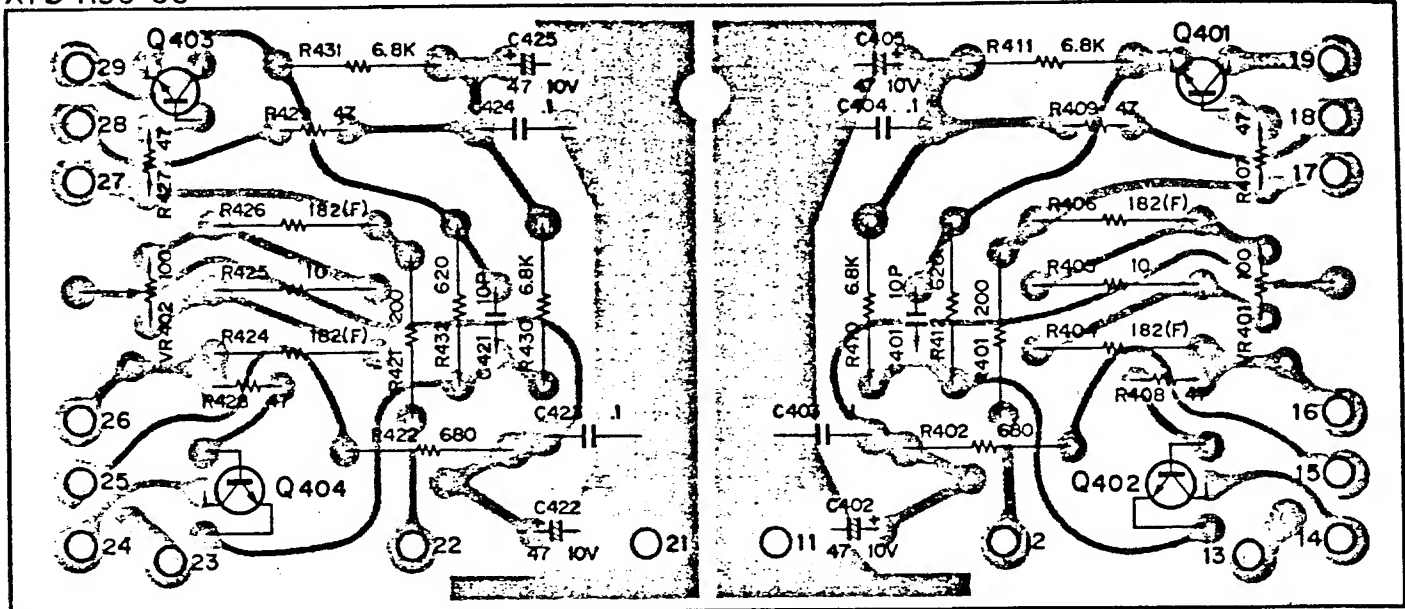 Q403 R431 6.8K C425 C405 R411 6.8K Q401
29 47 10V 47 10V 19
28 R429 47 C424 .1 C404 .1 R409 47 47 18
27 R427 47 R407 17
R426 182(F) R406 182(F)
100 R425 10 200 620 10P 6.8K 6.8K 10P 620 200 R405 10 100
VR402 R424 182(F) R421 R432 C421 R430 R410 C401 R412 R401 R404 182(F) VR401
26 R428 47 C423 .1 C403 .1 R408 47 16
R422 680 R402 680
25 Q404 Q402 15
C422 C402
24 23 22 47 10V 21 11 47 10V 12 13 14